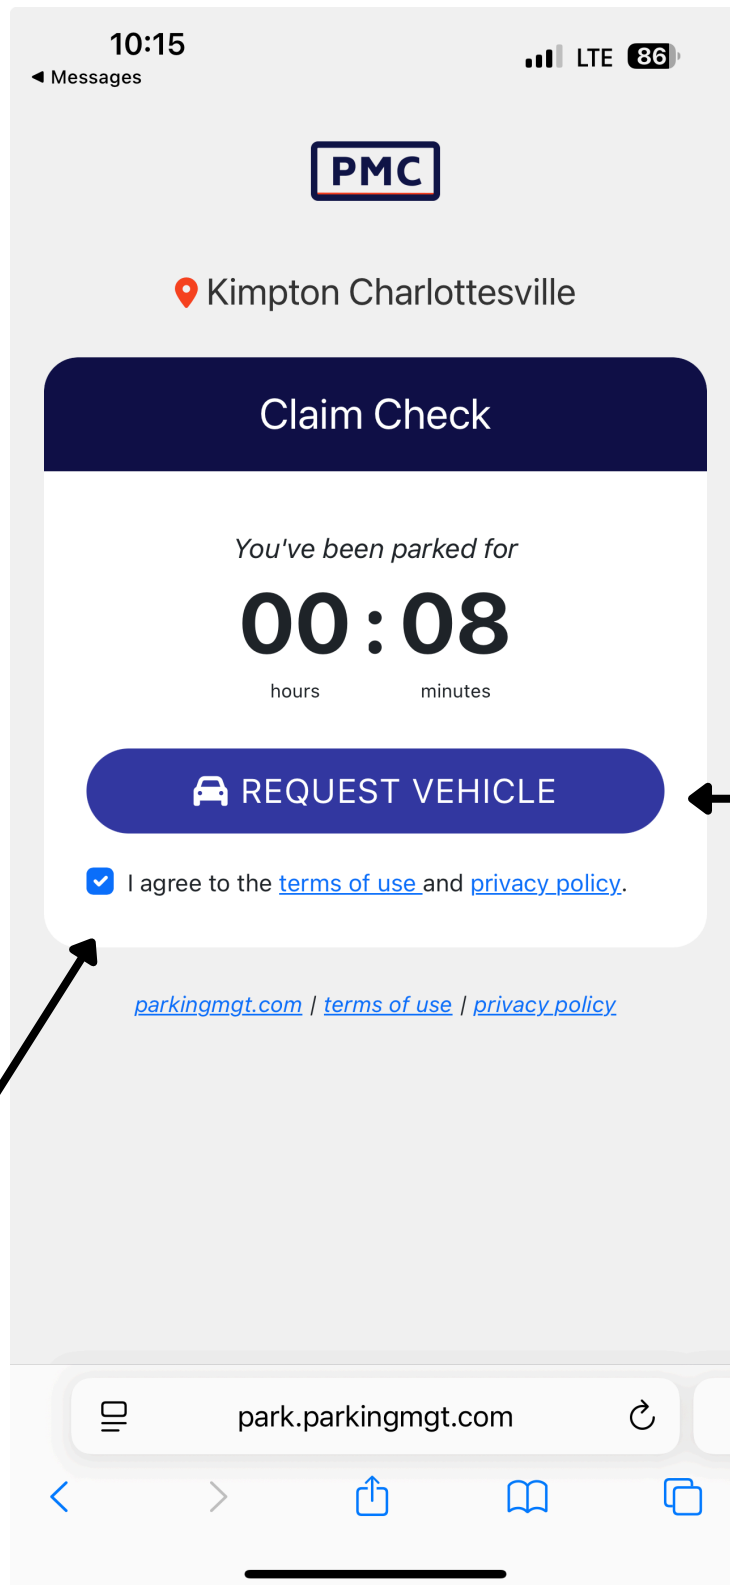 10:15
LTE 86
◀ Messages
PMC
Kimpton Charlottesville
Claim Check
You've been parked for
00 : 08
hours minutes
REQUEST VEHICLE
I agree to the terms of use and privacy policy.
parkingmgt.com | terms of use | privacy policy
park.parkingmgt.com